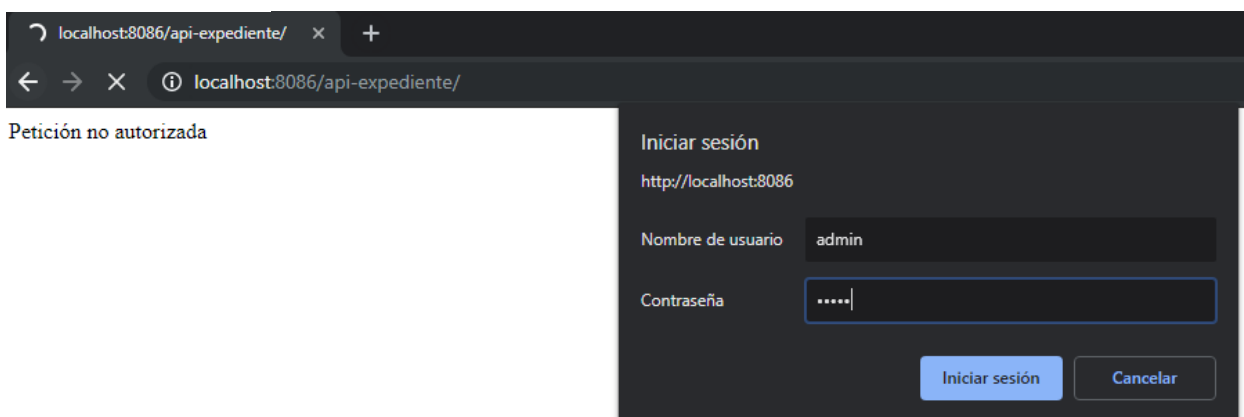 localhost:8086/api-expediente/
localhost:8086/api-expediente/
Petición no autorizada
Iniciar sesión
http://localhost:8086
Nombre de usuario admin
Contraseña •••••
Iniciar sesión Cancelar